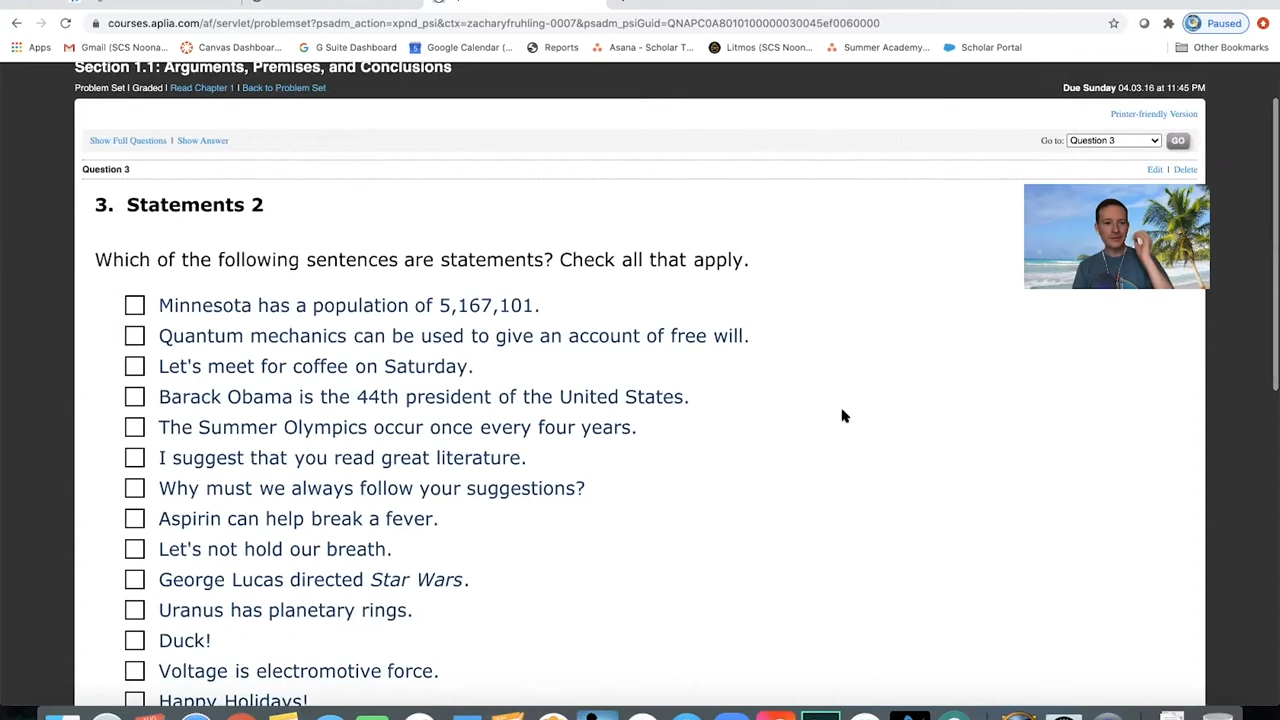 courses.aplia.com/af/servlet/problemset?psadm_action=xpnd_psi&ctx=zacharyfruhling-0007&psadm_psiGuid=QNAPC0A8010100000030045ef0060000
Paused
Apps
Gmail (SCS Noona...
Canvas Dashboar...
G Suite Dashboard
Google Calendar (...
Reports
Asana - Scholar T...
Litmos (SCS Noon...
Summer Academy...
Scholar Portal
Other Bookmarks
Section 1.1: Arguments, Premises, and Conclusions
Problem Set | Graded | Read Chapter 1 | Back to Problem Set
Due Sunday 04.03.16 at 11:45 PM
Printer-friendly Version
Show Full Questions | Show Answer
Go to: Question 3 GO
Question 3
Edit | Delete
3. Statements 2
Which of the following sentences are statements? Check all that apply.
Minnesota has a population of 5,167,101.
Quantum mechanics can be used to give an account of free will.
Let's meet for coffee on Saturday.
Barack Obama is the 44th president of the United States.
The Summer Olympics occur once every four years.
I suggest that you read great literature.
Why must we always follow your suggestions?
Aspirin can help break a fever.
Let's not hold our breath.
George Lucas directed Star Wars.
Uranus has planetary rings.
Duck!
Voltage is electromotive force.
Happy Holidays!